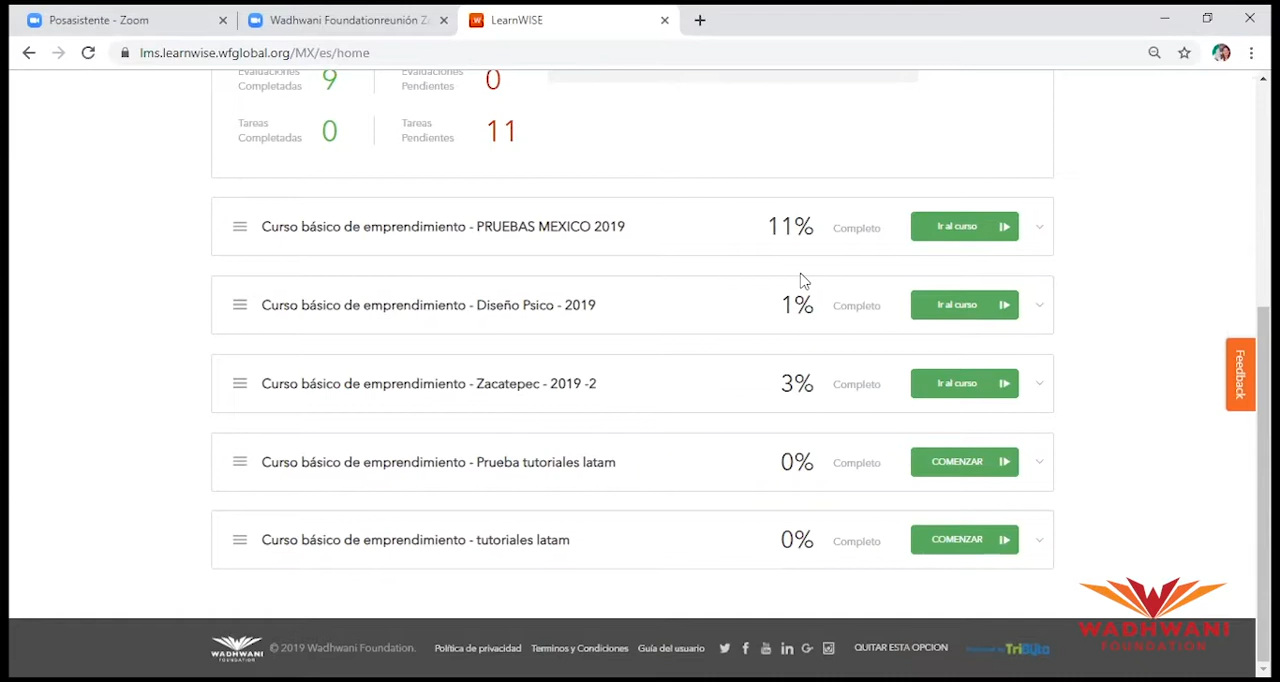 Posasistente - Zoom
Wadhwani Foundationreunión Z
LearnWISE
lms.learnwise.wfglobal.org/MX/es/home
Evaluaciones
Completadas
9
Evaluaciones
Pendientes
0
Tareas
Completadas
0
Tareas
Pendientes
11
Curso básico de emprendimiento - PRUEBAS MEXICO 2019
11%
Completo
Ir al curso
Curso básico de emprendimiento - Diseño Psico - 2019
1%
Completo
Ir al curso
Curso básico de emprendimiento - Zacatepec - 2019 -2
3%
Completo
Ir al curso
Curso básico de emprendimiento - Prueba tutoriales latam
0%
Completo
COMENZAR
Curso básico de emprendimiento - tutoriales latam
0%
Completo
COMENZAR
Feedback
WADHWANI
FOUNDATION
© 2019 Wadhwani Foundation.
Política de privacidad
Terminos y Condiciones
Guía del usuario
QUITAR ESTA OPCION
TriByte
WADHWANI
FOUNDATION